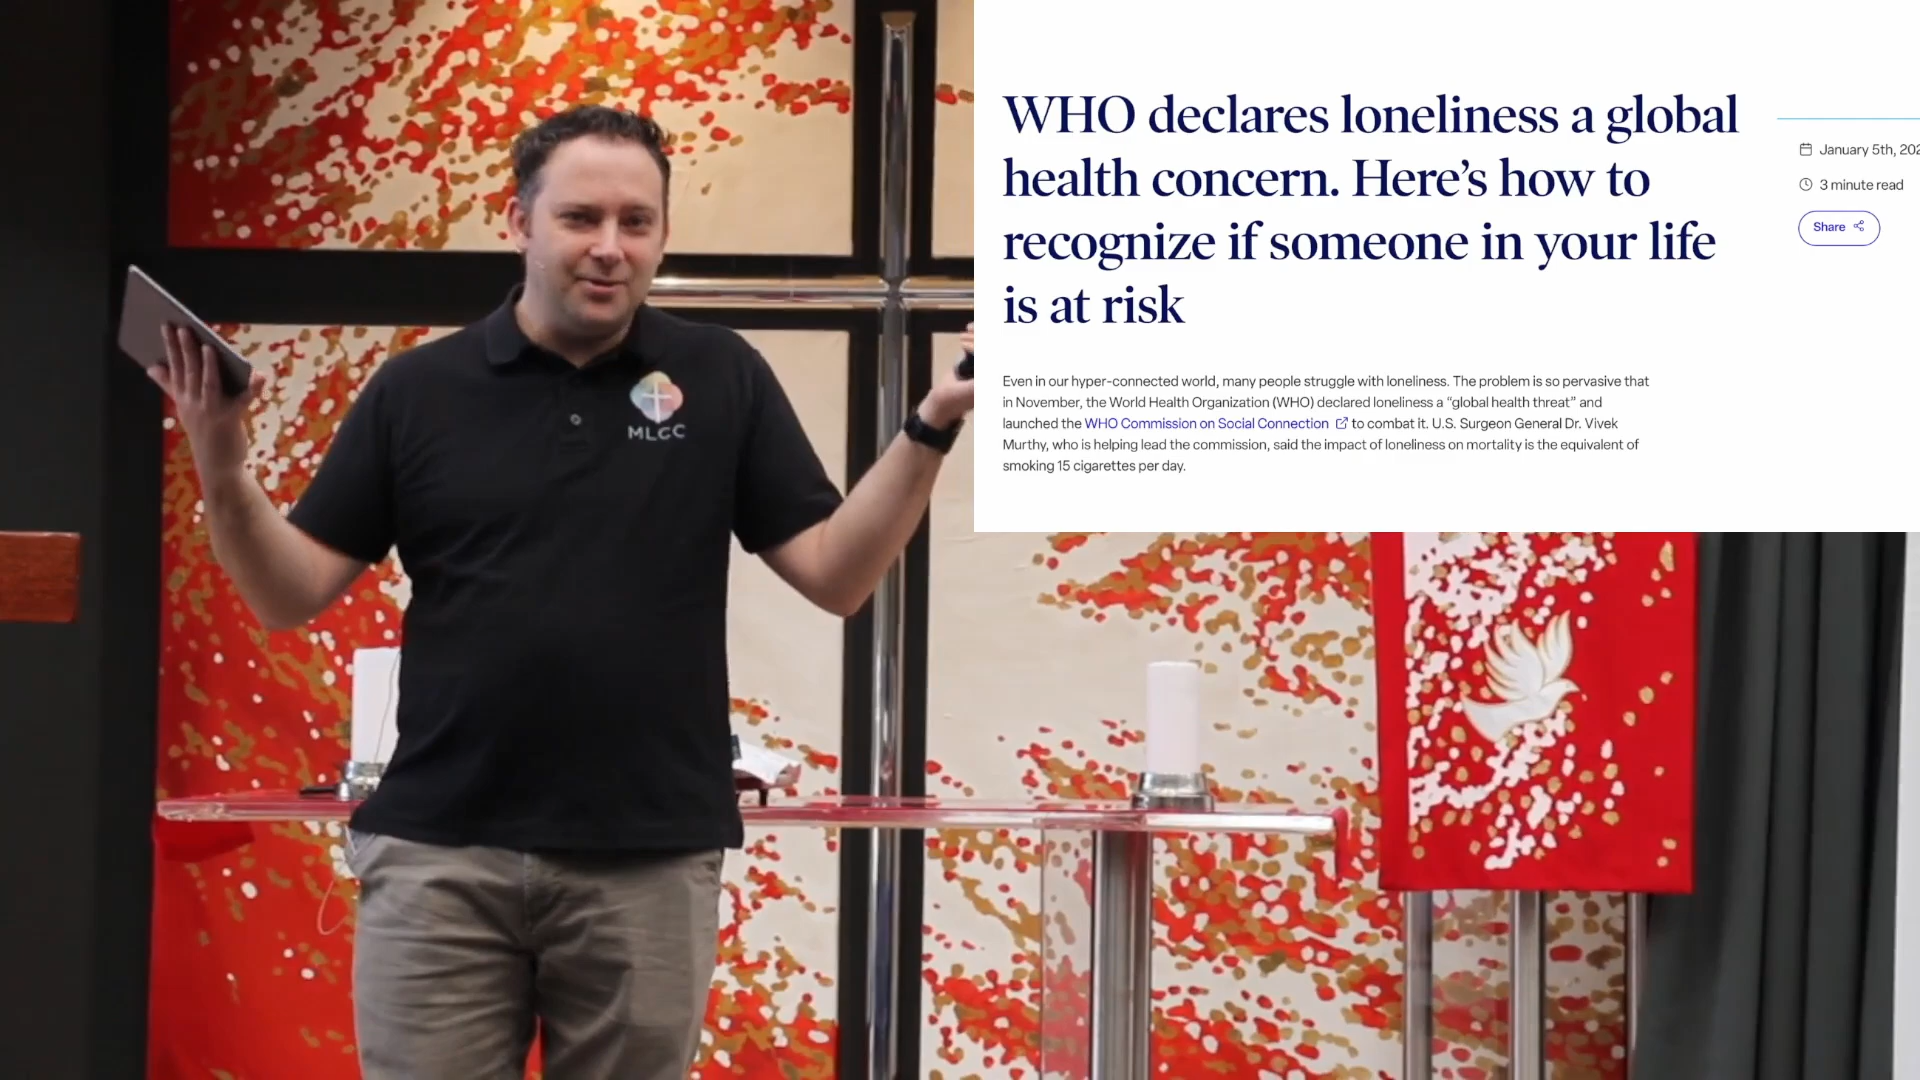 WHO declares loneliness a global
health concern. Here’s how to
recognize if someone in your life
is at risk
January 5th, 202
3 minute read
Share
Even in our hyper-connected world, many people struggle with loneliness. The problem is so pervasive that
in November, the World Health Organization (WHO) declared loneliness a “global health threat” and
launched the WHO Commission on Social Connection to combat it. U.S. Surgeon General Dr. Vivek
Murthy, who is helping lead the commission, said the impact of loneliness on mortality is the equivalent of
smoking 15 cigarettes per day.
MLCC